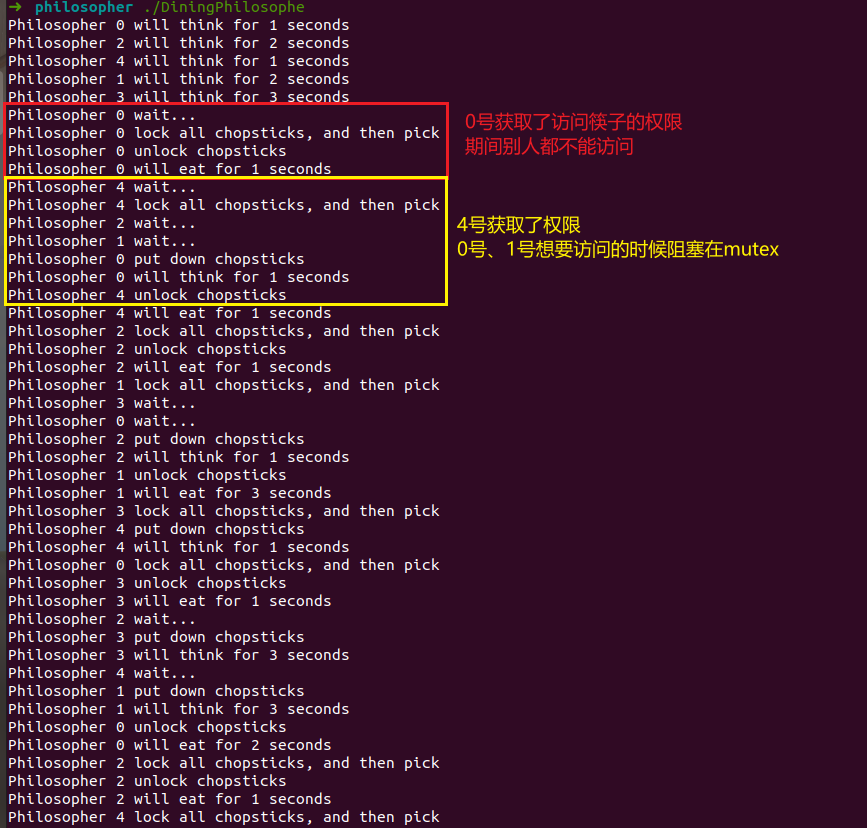 → philosopher ./DiningPhilosophe
Philosopher 0 will think for 1 seconds
Philosopher 2 will think for 2 seconds
Philosopher 4 will think for 1 seconds
Philosopher 1 will think for 2 seconds
Philosopher 3 will think for 3 seconds
Philosopher 0 wait...
Philosopher 0 lock all chopsticks, and then pick
Philosopher 0 unlock chopsticks
Philosopher 0 will eat for 1 seconds
0号获取了访问筷子的权限
期间别人都不能访问
Philosopher 4 wait...
Philosopher 4 lock all chopsticks, and then pick
Philosopher 2 wait...
Philosopher 1 wait...
Philosopher 0 put down chopsticks
Philosopher 0 will think for 1 seconds
Philosopher 4 unlock chopsticks
4号获取了权限
0号、1号想要访问的时候阻塞在mutex
Philosopher 4 will eat for 1 seconds
Philosopher 2 lock all chopsticks, and then pick
Philosopher 2 unlock chopsticks
Philosopher 2 will eat for 1 seconds
Philosopher 1 lock all chopsticks, and then pick
Philosopher 3 wait...
Philosopher 0 wait...
Philosopher 2 put down chopsticks
Philosopher 2 will think for 1 seconds
Philosopher 1 unlock chopsticks
Philosopher 1 will eat for 3 seconds
Philosopher 3 lock all chopsticks, and then pick
Philosopher 4 put down chopsticks
Philosopher 4 will think for 1 seconds
Philosopher 0 lock all chopsticks, and then pick
Philosopher 3 unlock chopsticks
Philosopher 3 will eat for 1 seconds
Philosopher 2 wait...
Philosopher 3 put down chopsticks
Philosopher 3 will think for 3 seconds
Philosopher 4 wait...
Philosopher 1 put down chopsticks
Philosopher 1 will think for 3 seconds
Philosopher 0 unlock chopsticks
Philosopher 0 will eat for 2 seconds
Philosopher 2 lock all chopsticks, and then pick
Philosopher 2 unlock chopsticks
Philosopher 2 will eat for 1 seconds
Philosopher 4 lock all chopsticks, and then pick